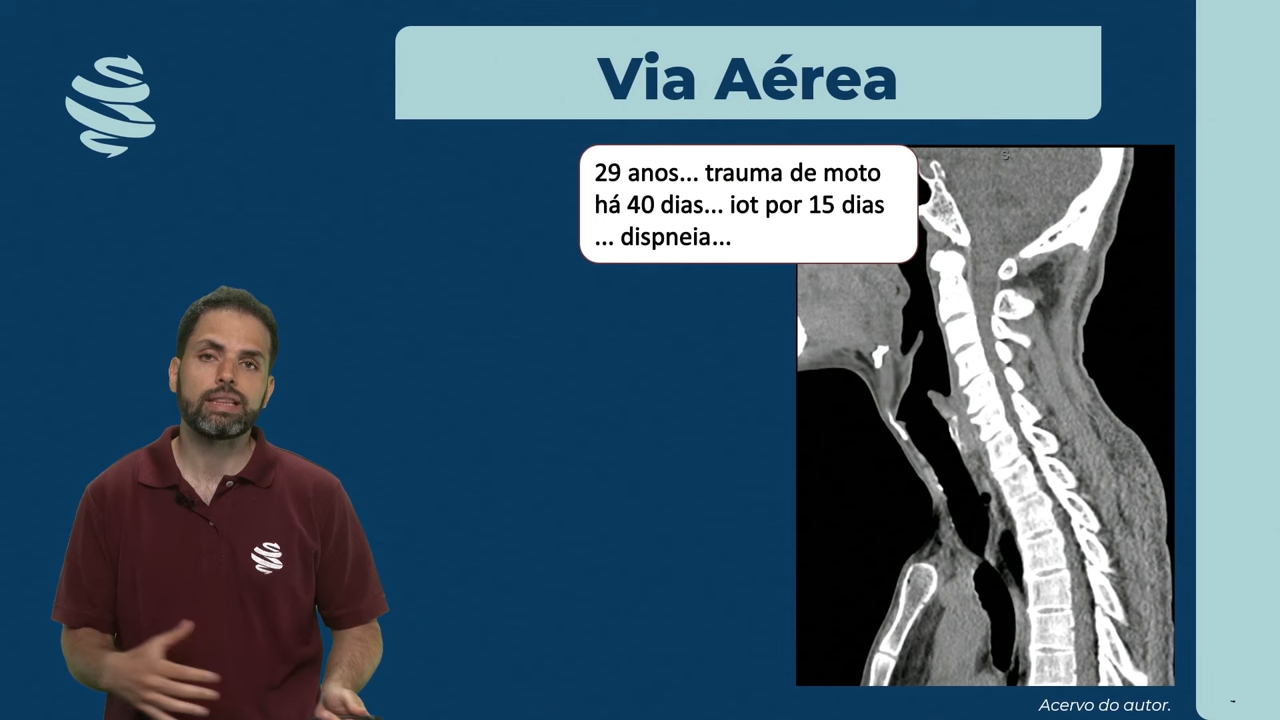 Via Aérea
29 anos... trauma de moto
há 40 dias... iot por 15 dias
... dispneia...
S
Acervo do autor.